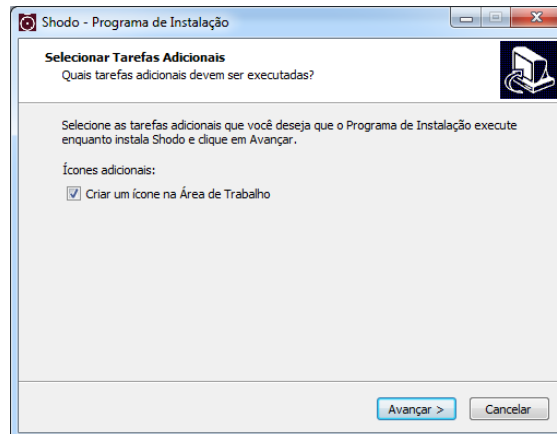 Shodo - Programa de Instalação
Selecionar Tarefas Adicionais
Quais tarefas adicionais devem ser executadas?
Selecione as tarefas adicionais que você deseja que o Programa de Instalação execute
enquanto instala Shodo e clique em Avançar.
Ícones adicionais:
Criar um ícone na Área de Trabalho
Avançar >
Cancelar